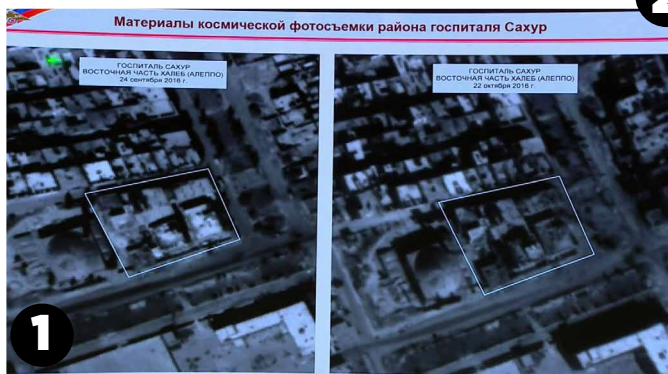 Материалы космической фотосъемки района госпиталя Сахур
ГОСПИТАЛЬ САХУР
ВОСТОЧНАЯ ЧАСТЬ ХАЛЕБ (АЛЕППО)
24 сентября 2016 г.
ГОСПИТАЛЬ САХУР
ВОСТОЧНАЯ ЧАСТЬ ХАЛЕБ (АЛЕППО)
22 октября 2016 г.
1